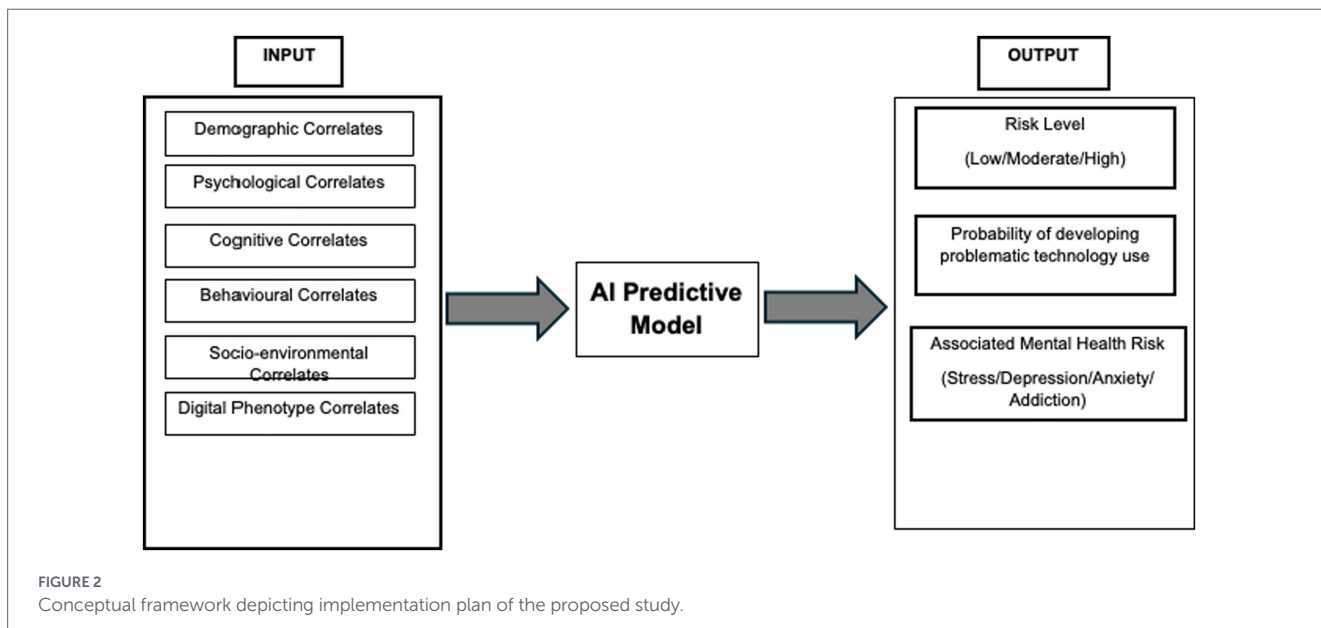 INPUT
Demographic Correlates
Psychological Correlates
Cognitive Correlates
Behavioural Correlates
Socio-environmental
Correlates
Digital Phenotype Correlates
AI Predictive
Model
OUTPUT
Risk Level
(Low/Moderate/High)
Probability of developing
problematic technology use
Associated Mental Health Risk
(Stress/Depression/Anxiety/
Addiction)
FIGURE 2
Conceptual framework depicting implementation plan of the proposed study.